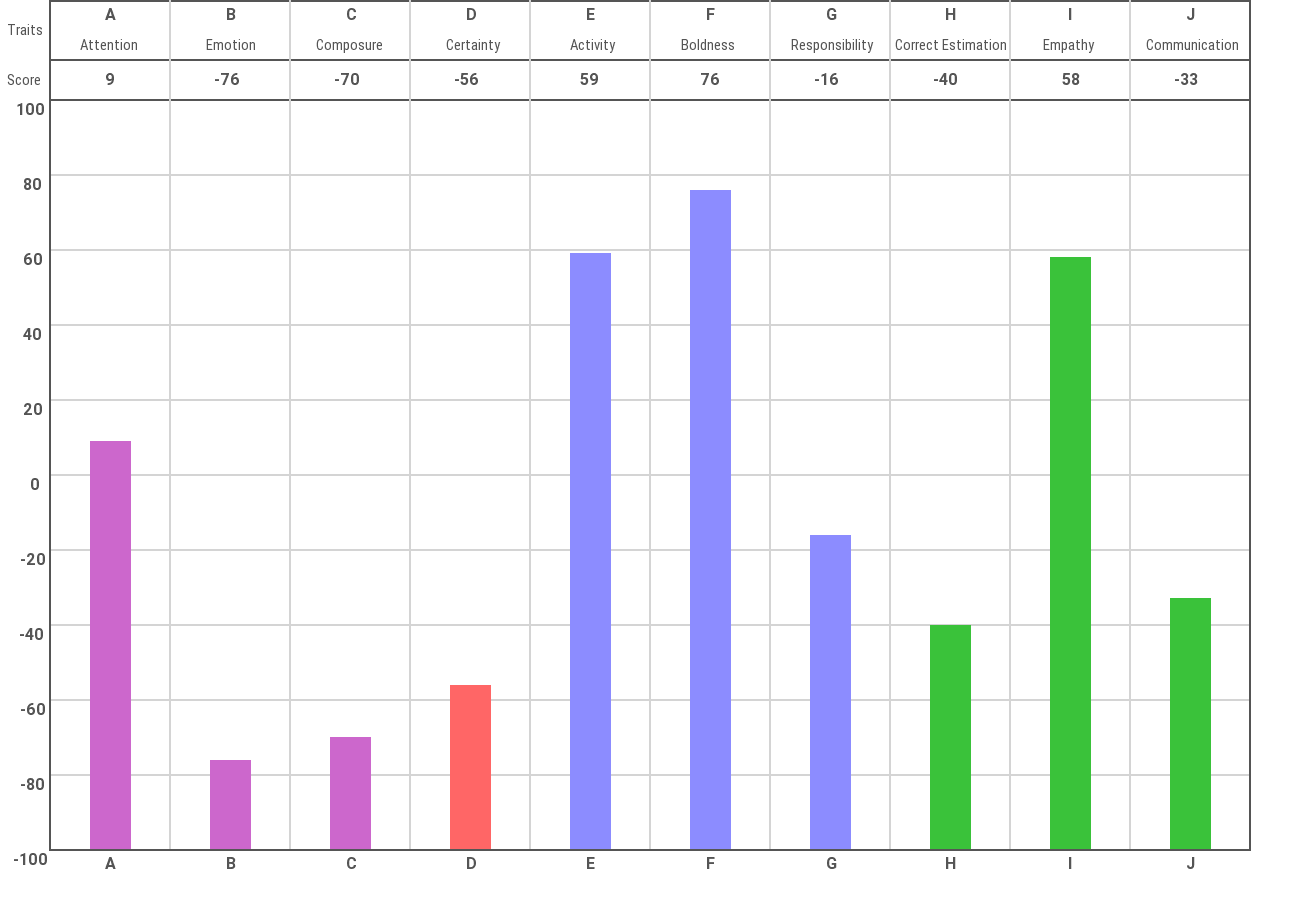 A B C D E F G H I J
Traits
Attention Emotion Composure Certainty Activity Boldness Responsibility Correct Estimation Empathy Communication
Score 9 -76 -70 -56 59 76 -16 -40 58 -33
100
80
60
40
20
0
-20
-40
-60
-80
-100
A B C D E F G H I J